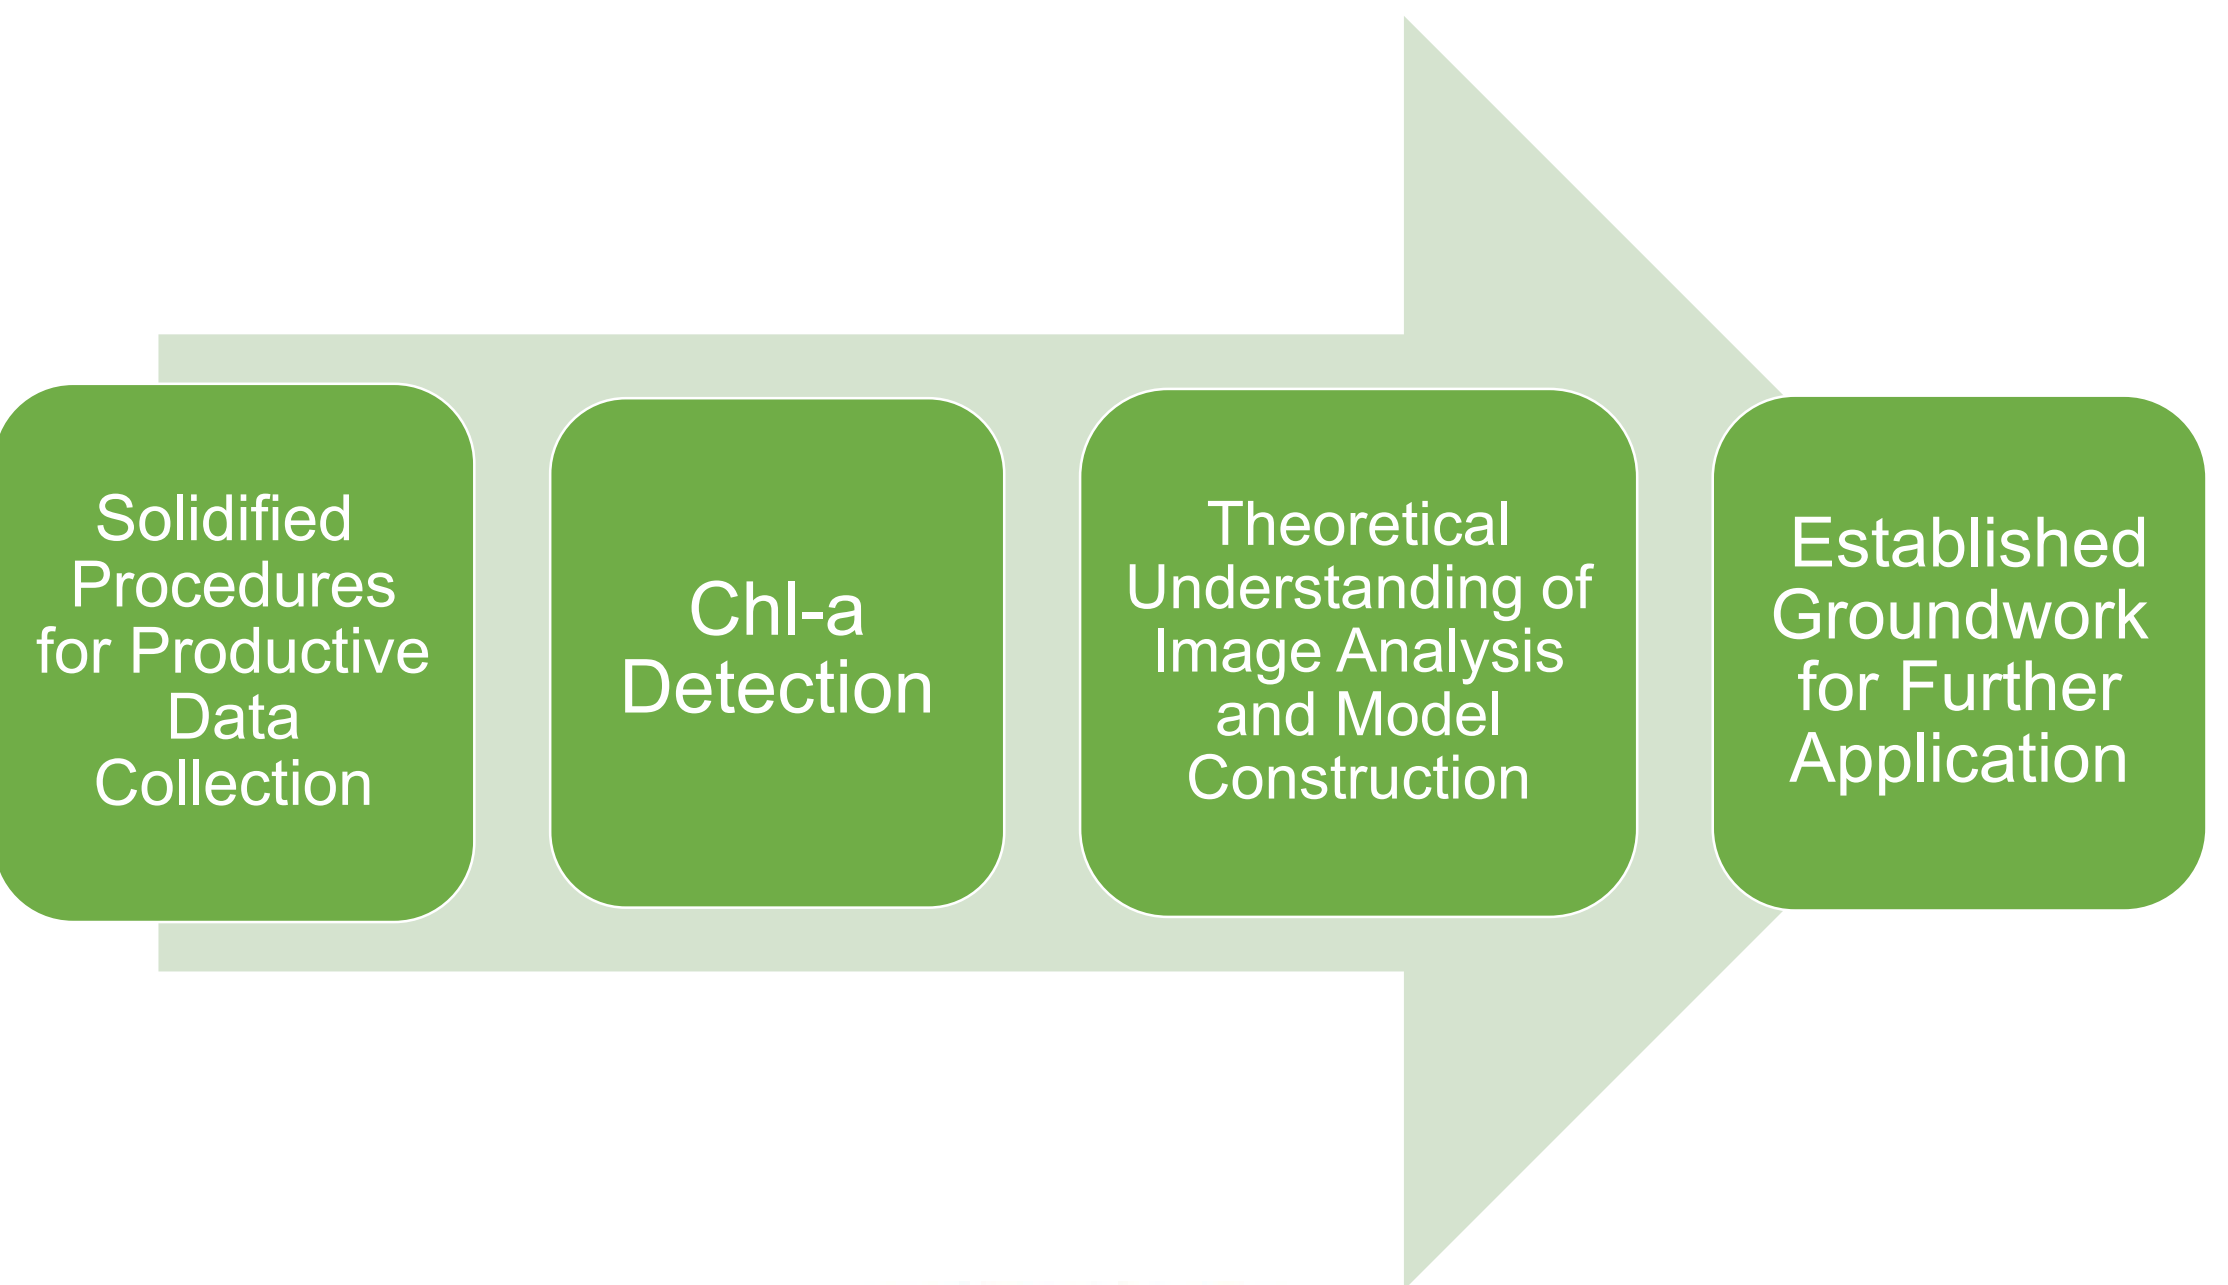 Solidified
Procedures
for Productive
Data
Collection
Chl-a
Detection
Theoretical
Understanding of
Image Analysis
and Model
Construction
Established
Groundwork
for Further
Application